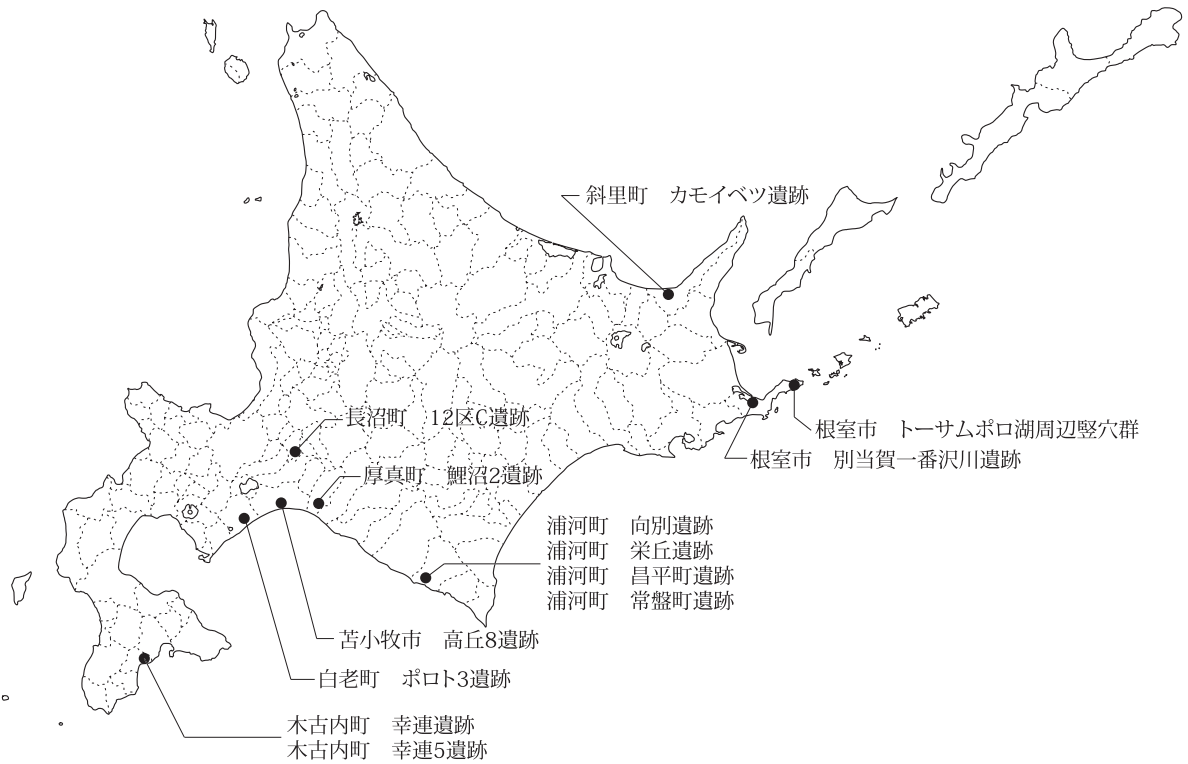 斜里町　カモイベツ遺跡
長沼町　12区C遺跡
根室市　トーサムポロ湖周辺竪穴群
根室市　別当賀一番沢川遺跡
厚真町　鯉沼2遺跡
浦河町　向別遺跡
浦河町　栄丘遺跡
浦河町　昌平町遺跡
浦河町　常盤町遺跡
苫小牧市　高丘8遺跡
白老町　ポロト3遺跡
木古内町　幸連遺跡
木古内町　幸連5遺跡